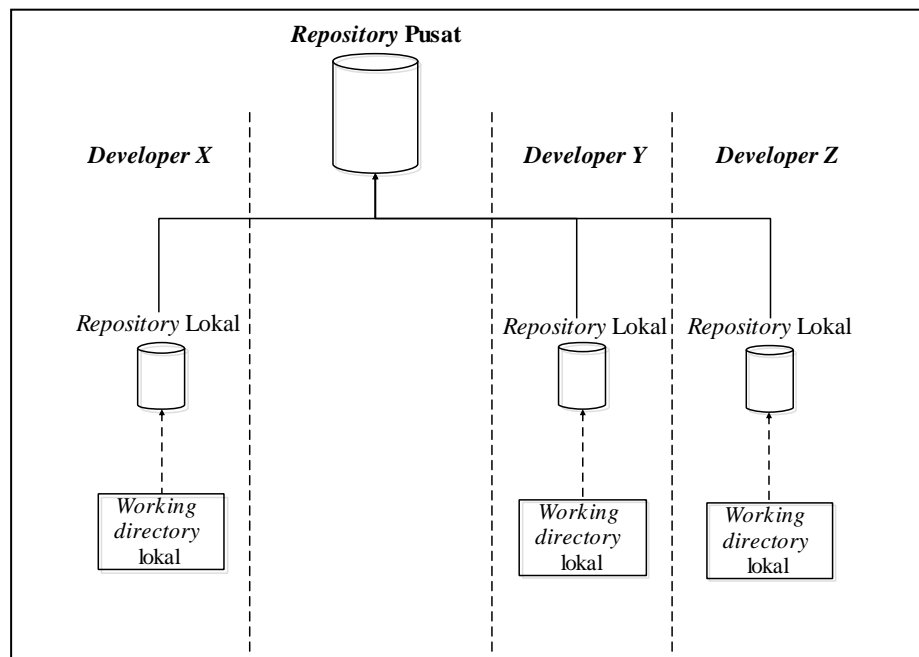 Repository Pusat
Developer X
Developer Y
Developer Z
Repository Lokal
Repository Lokal
Repository Lokal
Working
directory
lokal
Working
directory
lokal
Working
directory
lokal